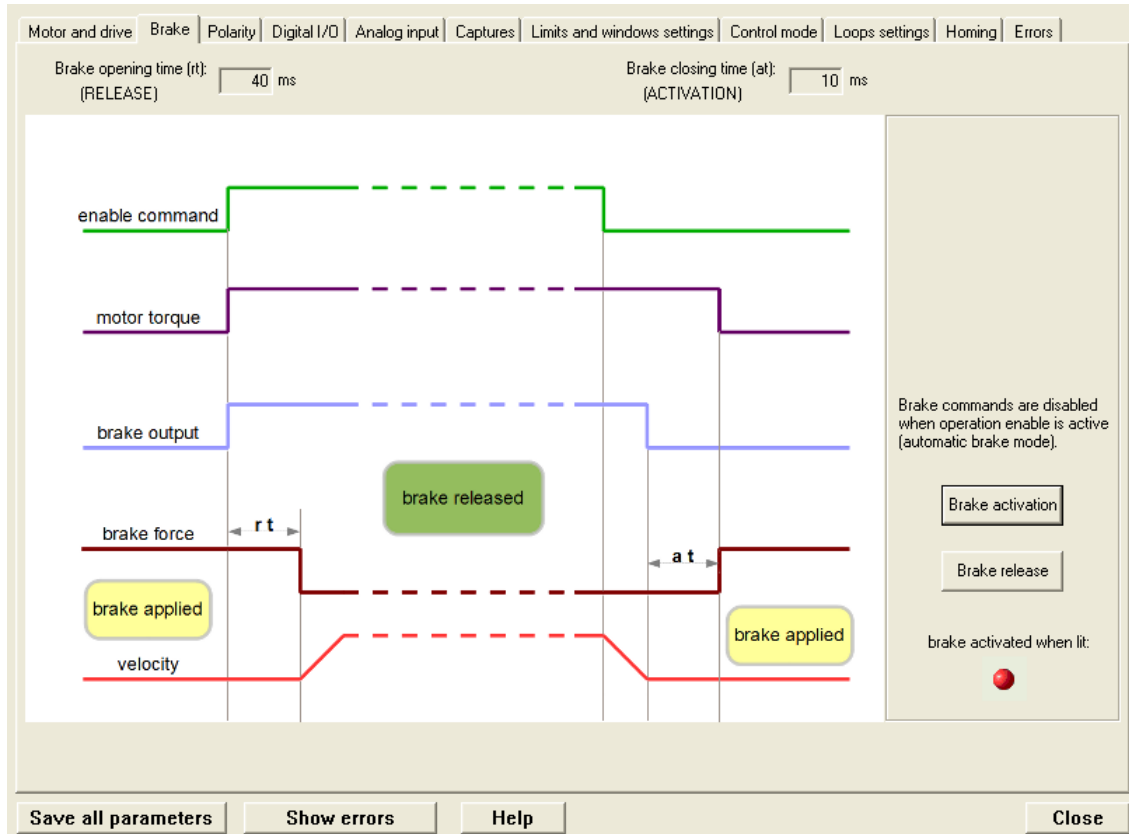 Motor and drive Brake Polarity Digital I/O Analog input Captures Limits and windows settings Control mode Loops settings Homing Errors
Brake opening time (rt): 40 ms
(RELEASE)
Brake closing time (at): 10 ms
(ACTIVATION)
enable command
motor torque
brake output
brake released
brake force
r t
a t
brake applied
brake applied
velocity
Brake commands are disabled
when operation enable is active
(automatic brake mode).
Brake activation
Brake release
brake activated when lit:
Save all parameters Show errors Help Close